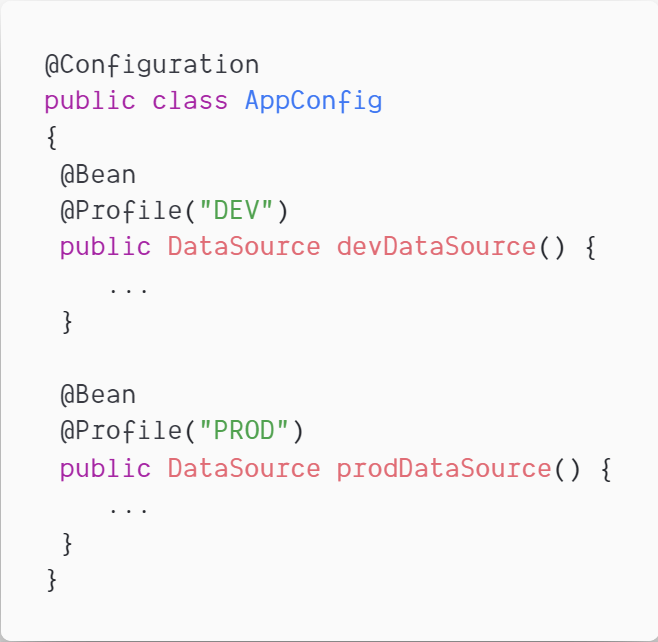 @Configuration
public class AppConfig
{
 @Bean
 @Profile("DEV")
 public DataSource devDataSource() {
    ...
 }

 @Bean
 @Profile("PROD")
 public DataSource prodDataSource() {
    ...
 }
}